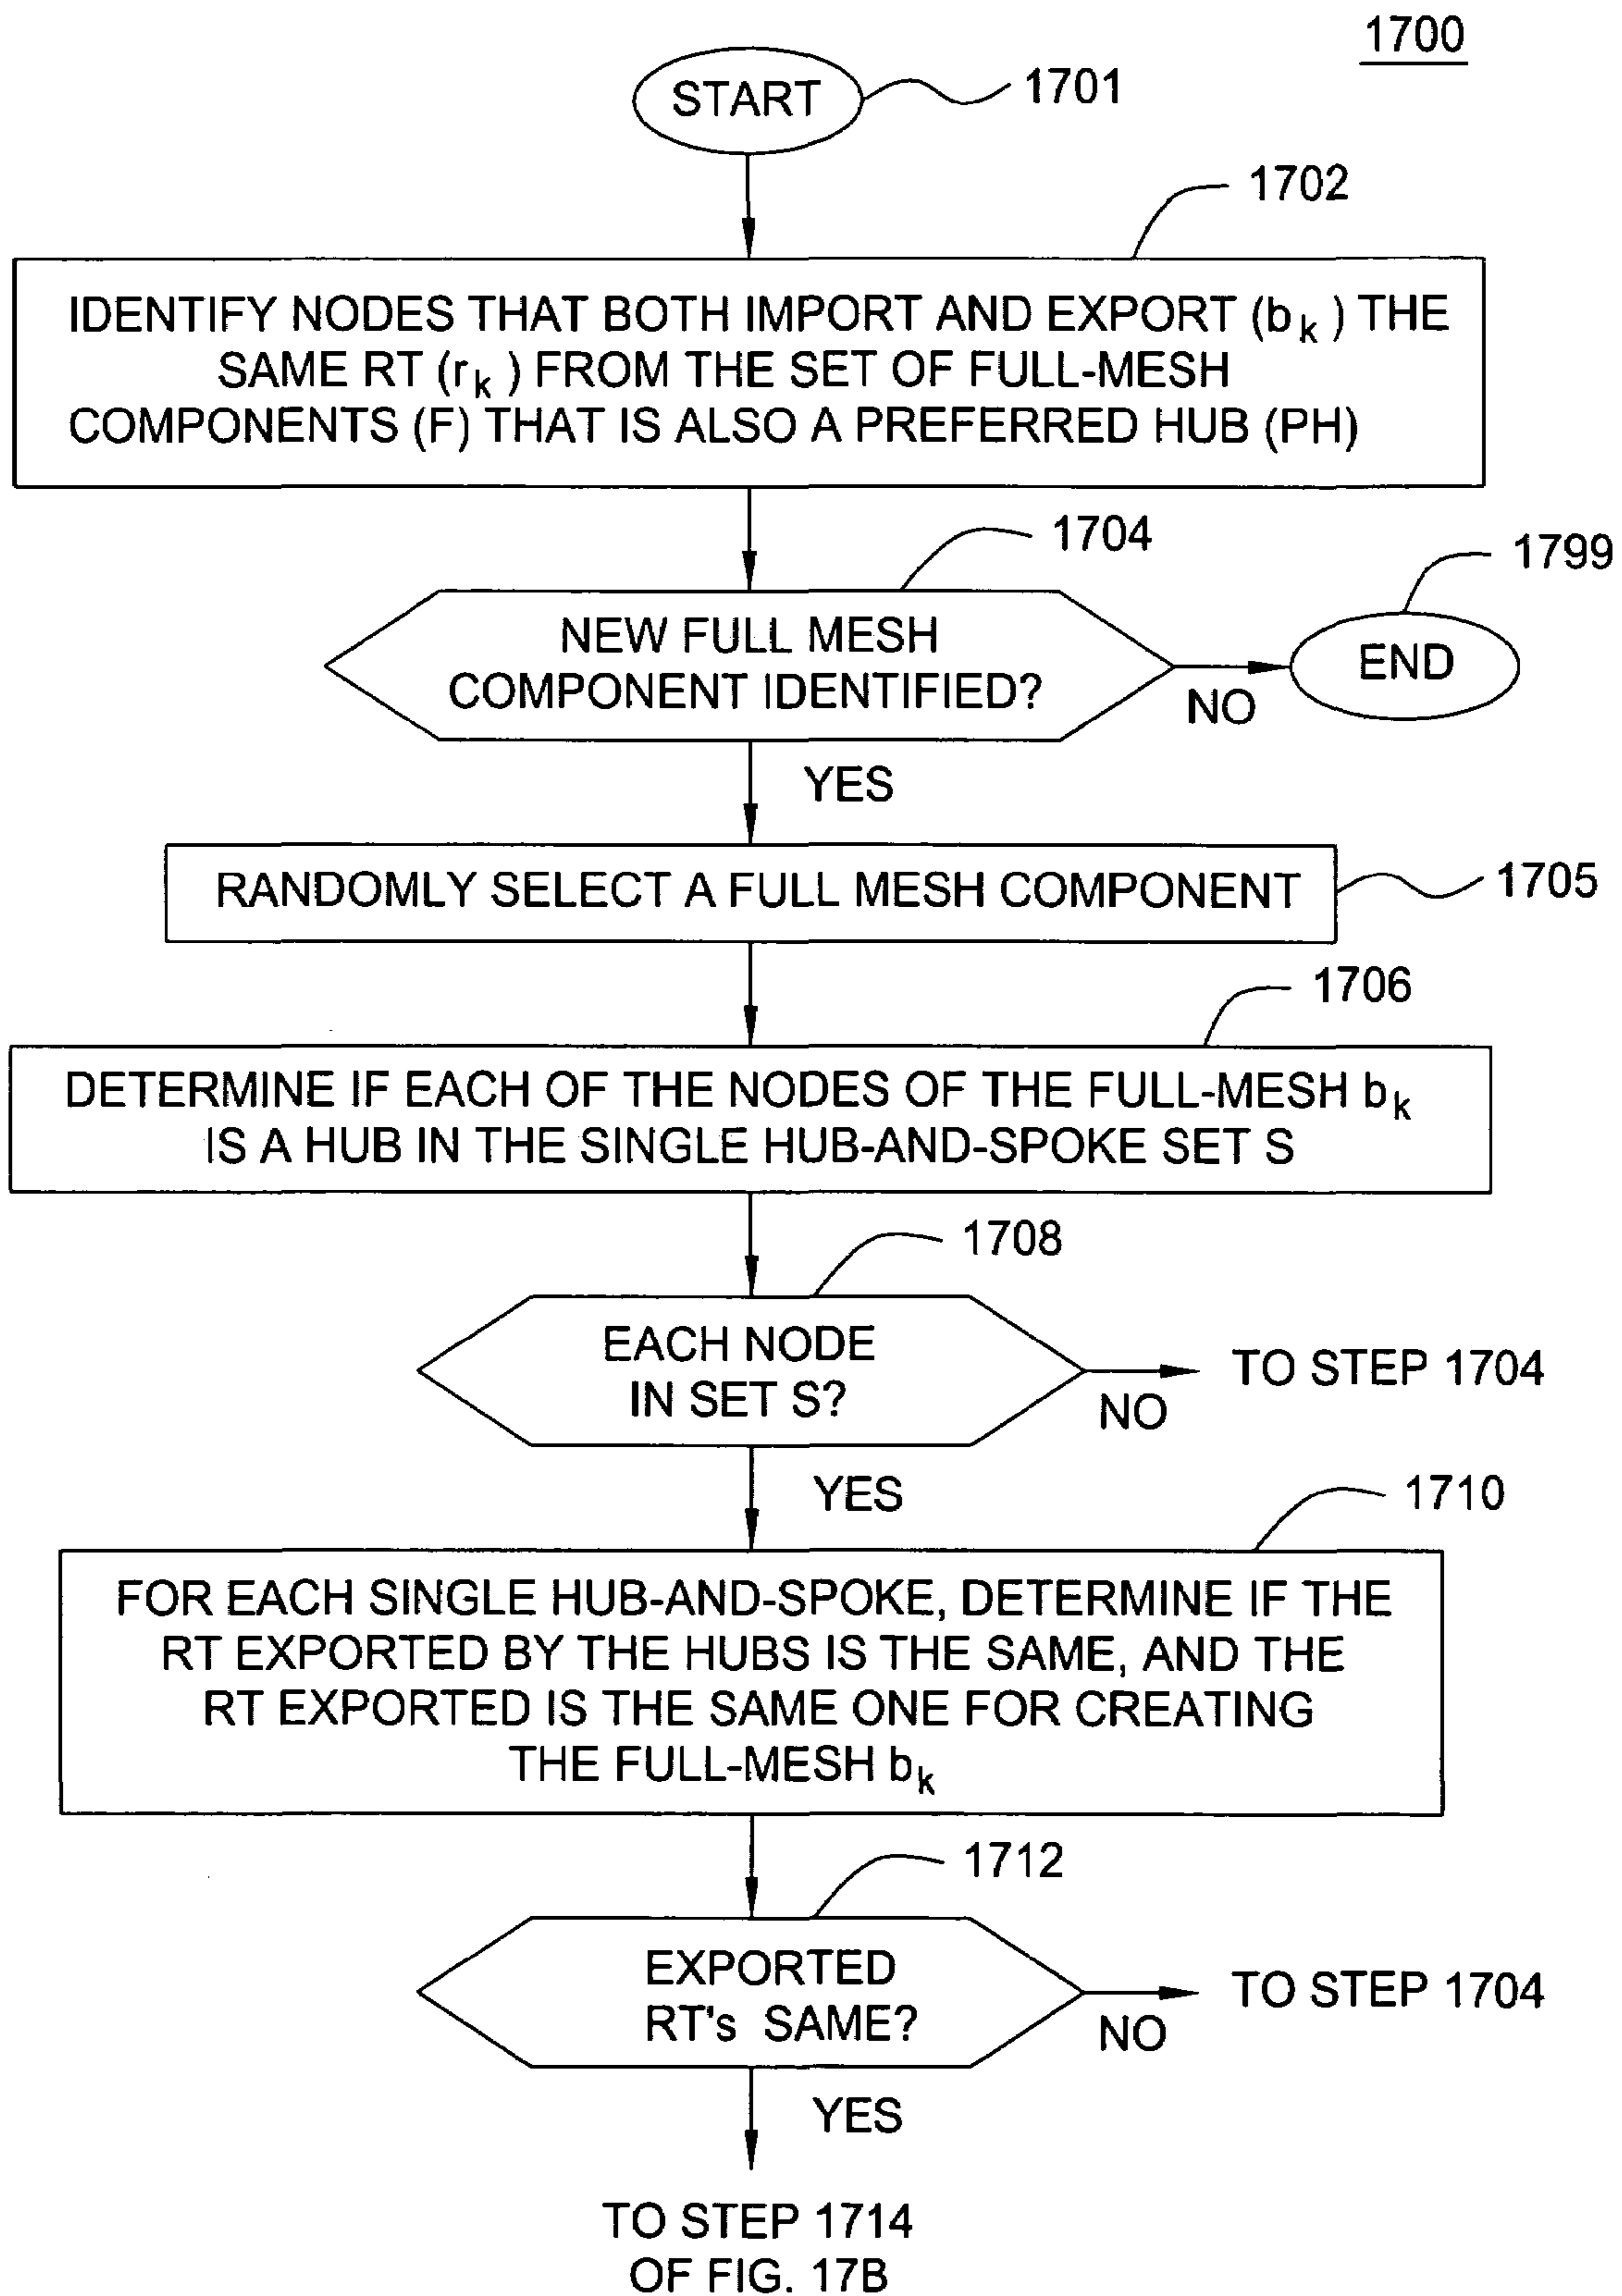 1700
START
1701
1702
IDENTIFY NODES THAT BOTH IMPORT AND EXPORT (bk) THE
SAME RT (rk) FROM THE SET OF FULL-MESH
COMPONENTS (F) THAT IS ALSO A PREFERRED HUB (PH)
1704
1799
NEW FULL MESH
COMPONENT IDENTIFIED?
END
NO
YES
RANDOMLY SELECT A FULL MESH COMPONENT
1705
1706
DETERMINE IF EACH OF THE NODES OF THE FULL-MESH bk
IS A HUB IN THE SINGLE HUB-AND-SPOKE SET S
1708
EACH NODE
IN SET S?
TO STEP 1704
NO
YES
1710
FOR EACH SINGLE HUB-AND-SPOKE, DETERMINE IF THE
RT EXPORTED BY THE HUBS IS THE SAME, AND THE
RT EXPORTED IS THE SAME ONE FOR CREATING
THE FULL-MESH bk
1712
EXPORTED
RT's SAME?
TO STEP 1704
NO
YES
TO STEP 1714
OF FIG. 17B